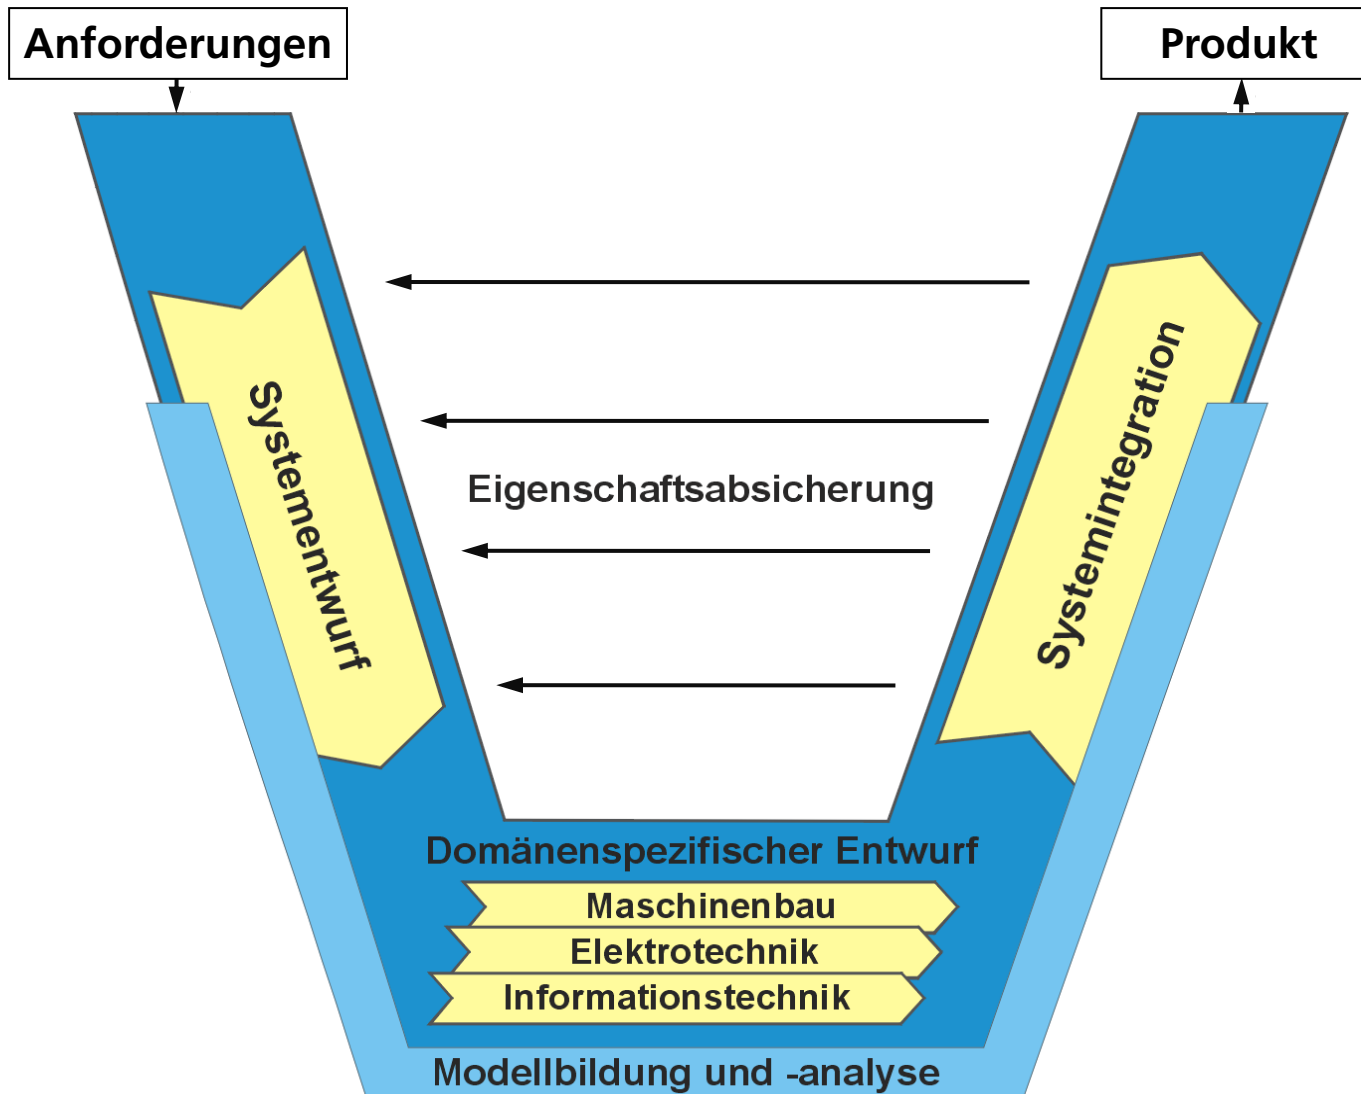 Anforderungen
Produkt
Systementwurf
Eigenschaftsabsicherung
Systemintegration
Domänenspezifischer Entwurf
Maschinenbau
Elektrotechnik
Informationstechnik
Modellbildung und -analyse